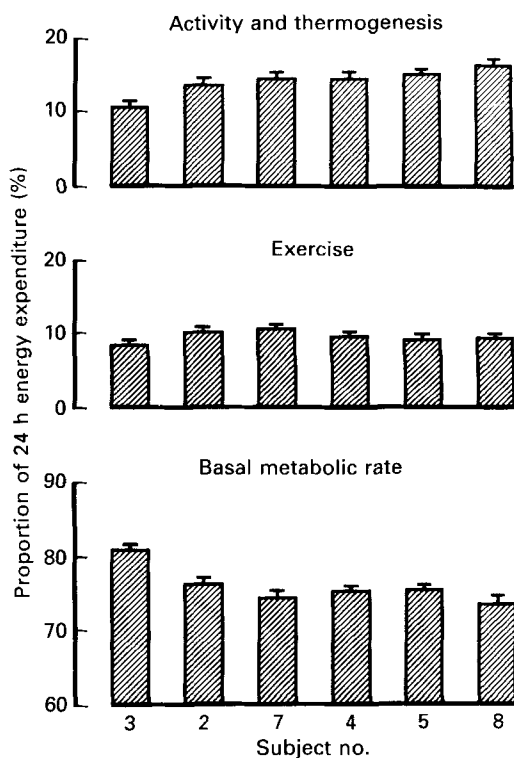 Activity and thermogenesis
20
10
0
Exercise
20
10
0
Basal metabolic rate
90
80
70
60
3 2 7 4 5 8
Subject no.
Proportion of 24 h energy expenditure (%)